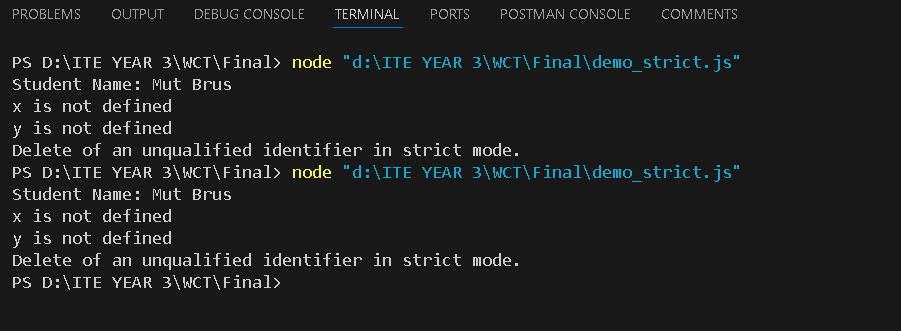 PROBLEMS OUTPUT DEBUG CONSOLE TERMINAL PORTS POSTMAN CONSOLE COMMENTS
PS D:\ITE YEAR 3\WCT\Final> node "d:\ITE YEAR 3\WCT\Final\demo_strict.js"
Student Name: Mut Brus
x is not defined
y is not defined
Delete of an unqualified identifier in strict mode.
PS D:\ITE YEAR 3\WCT\Final> node "d:\ITE YEAR 3\WCT\Final\demo_strict.js"
Student Name: Mut Brus
x is not defined
y is not defined
Delete of an unqualified identifier in strict mode.
PS D:\ITE YEAR 3\WCT\Final>